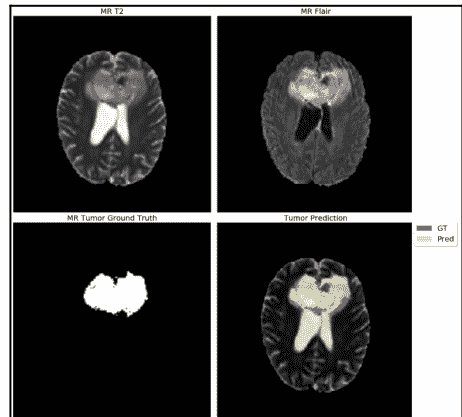 MR T2
MR Flair
MR Tumor Ground Truth
Tumor Prediction
GT
Pred